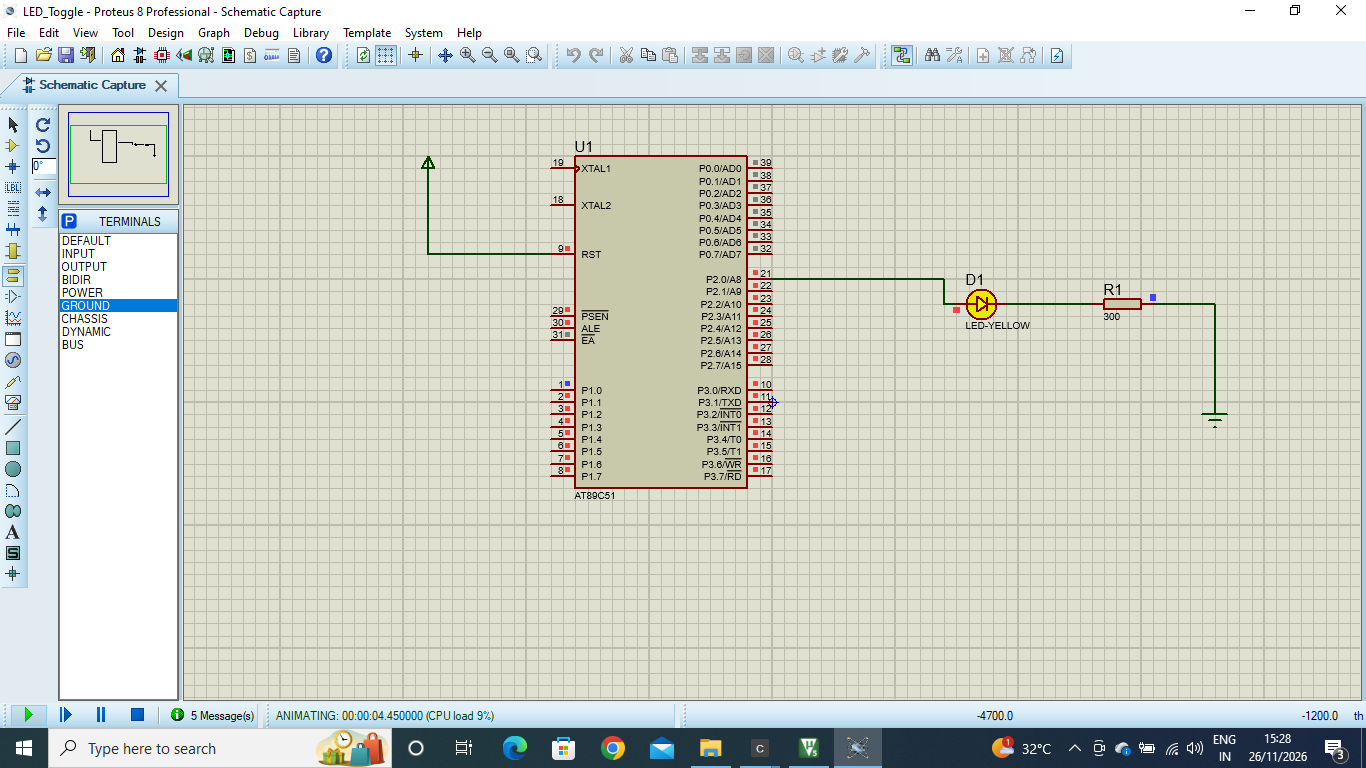 LED_Toggle - Proteus 8 Professional - Schematic Capture
File Edit View Tool Design Graph Debug Library Template System Help
Schematic Capture
0°
LBL
P TERMINALS
DEFAULT
INPUT
OUTPUT
BIDIR
POWER
GROUND
CHASSIS
DYNAMIC
BUS
A
S
U1
19 XTAL1
18 XTAL2
9 RST
29 PSEN
30 ALE
31 EA
1 P1.0
2 P1.1
3 P1.2
4 P1.3
5 P1.4
6 P1.5
7 P1.6
8 P1.7
P0.0/AD0 39
P0.1/AD1 38
P0.2/AD2 37
P0.3/AD3 36
P0.4/AD4 35
P0.5/AD5 34
P0.6/AD6 33
P0.7/AD7 32
P2.0/A8 21
P2.1/A9 22
P2.2/A10 23
P2.3/A11 24
P2.4/A12 25
P2.5/A13 26
P2.6/A14 27
P2.7/A15 28
P3.0/RXD 10
P3.1/TXD 11
P3.2/INT0 12
P3.3/INT1 13
P3.4/T0 14
P3.5/T1 15
P3.6/WR 16
P3.7/RD 17
AT89C51
D1
LED-YELLOW
R1
300
5 Message(s)
ANIMATING: 00:00:04.450000 (CPU load 9%)
-4700.0
-1200.0
th
Type here to search
1
32°C
ENG
IN
15:28
26/11/2026
3